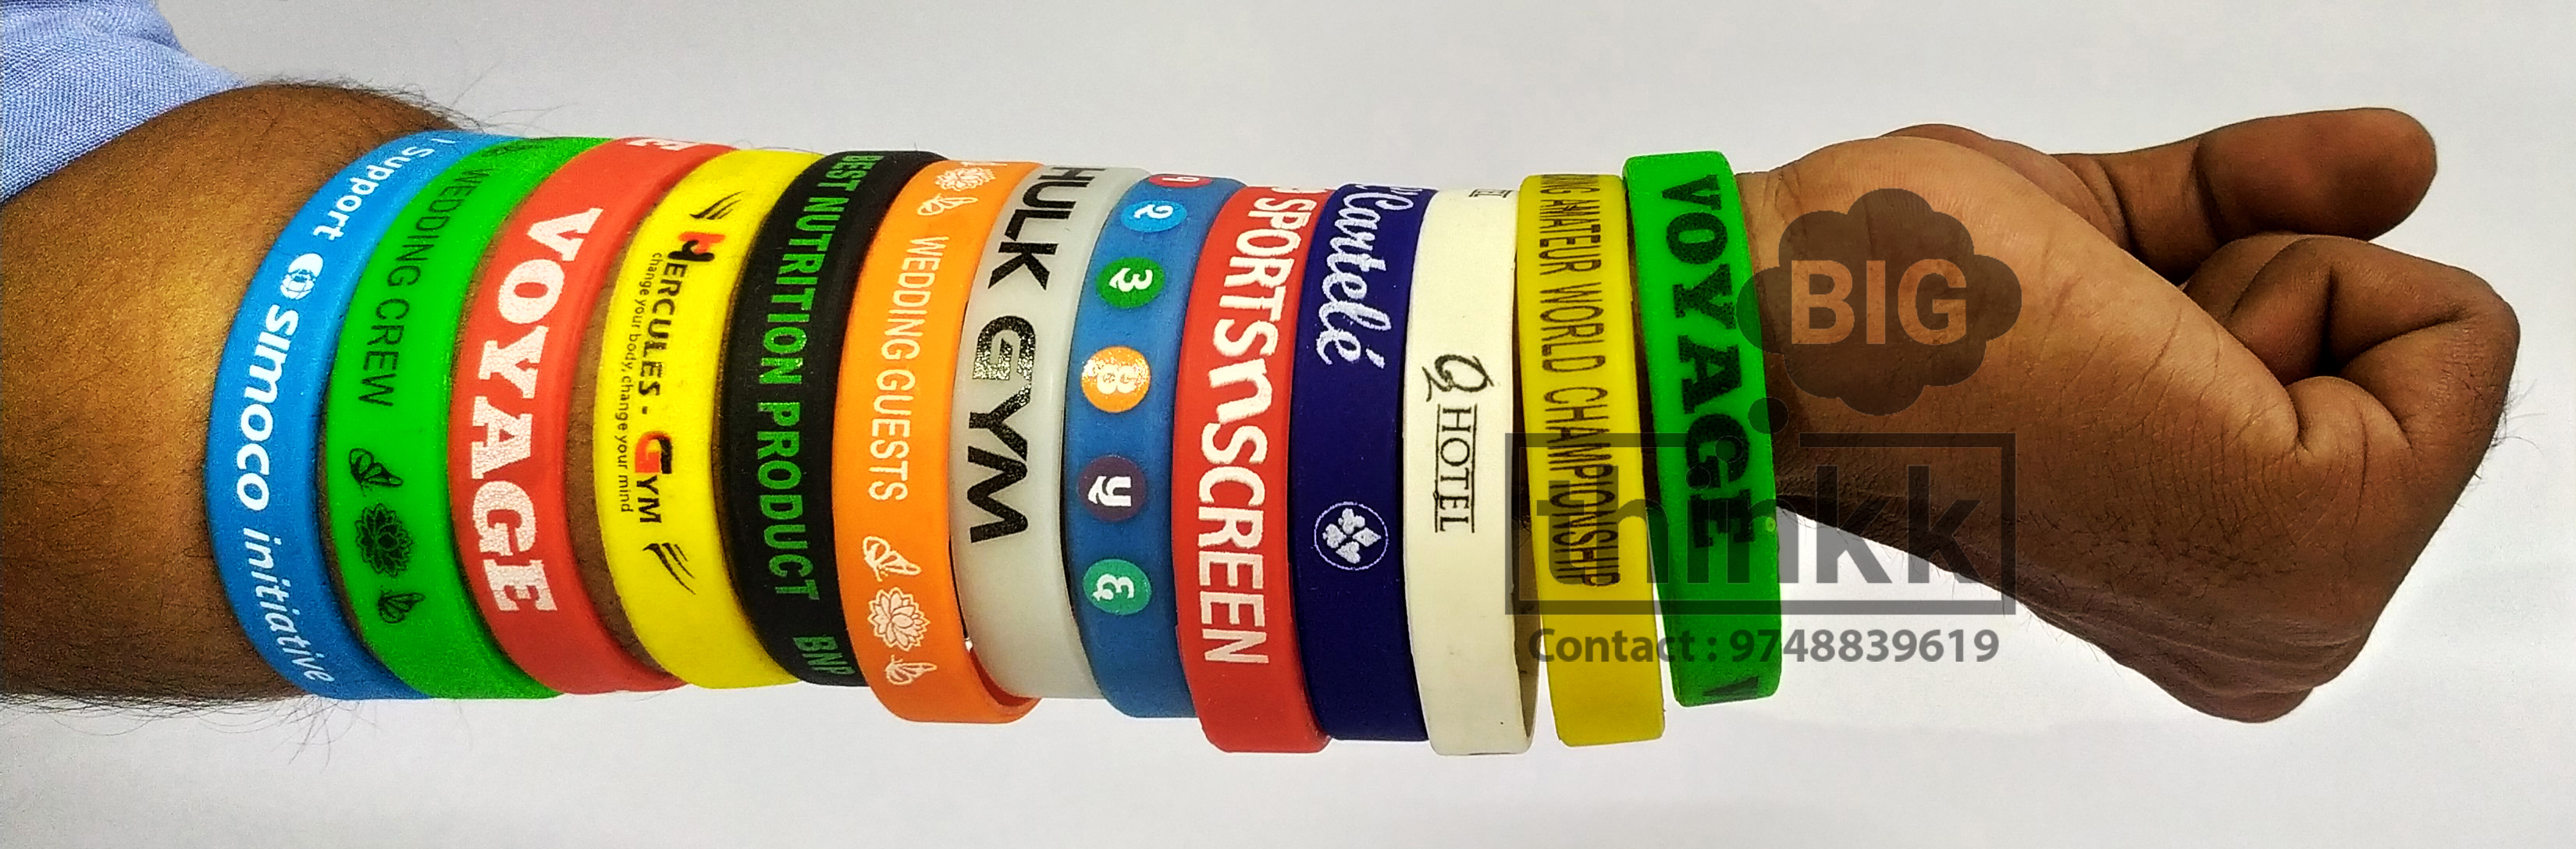 I Support simoco initiative
WEDDING CREW
VOYAGE
HERCULES - GYM
change your body, change your mind
BEST NUTRITION PRODUCT BNP
WEDDING GUESTS
HULK GYM
SPORTSnSCREEN
Q HOTEL
AMATEUR WORLD CHAMPIONSHIP
VOYAGE
BIG
thinkk
Contact : 9748839619